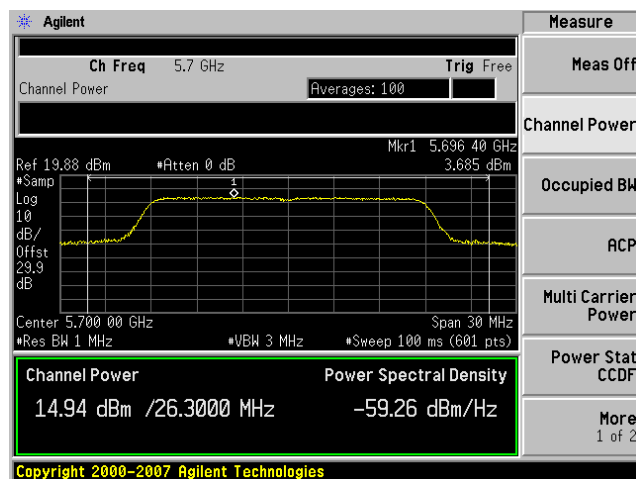 Agilent
Measure
Ch Freq 5.7 GHz Trig Free
Channel Power Averages: 100
Mkr1 5.696 40 GHz
Ref 19.88 dBm #Atten 0 dB 3.685 dBm
#Samp
Log
10
dB/
Offst
29.9
dB
1
Center 5.700 00 GHz Span 30 MHz
#Res BW 1 MHz #VBW 3 MHz #Sweep 100 ms (601 pts)
Channel Power Power Spectral Density
14.94 dBm /26.3000 MHz -59.26 dBm/Hz
Meas Off
Channel Power
Occupied BW
ACP
Multi Carrier
Power
Power Stat
CCDF
More
1 of 2
Copyright 2000-2007 Agilent Technologies